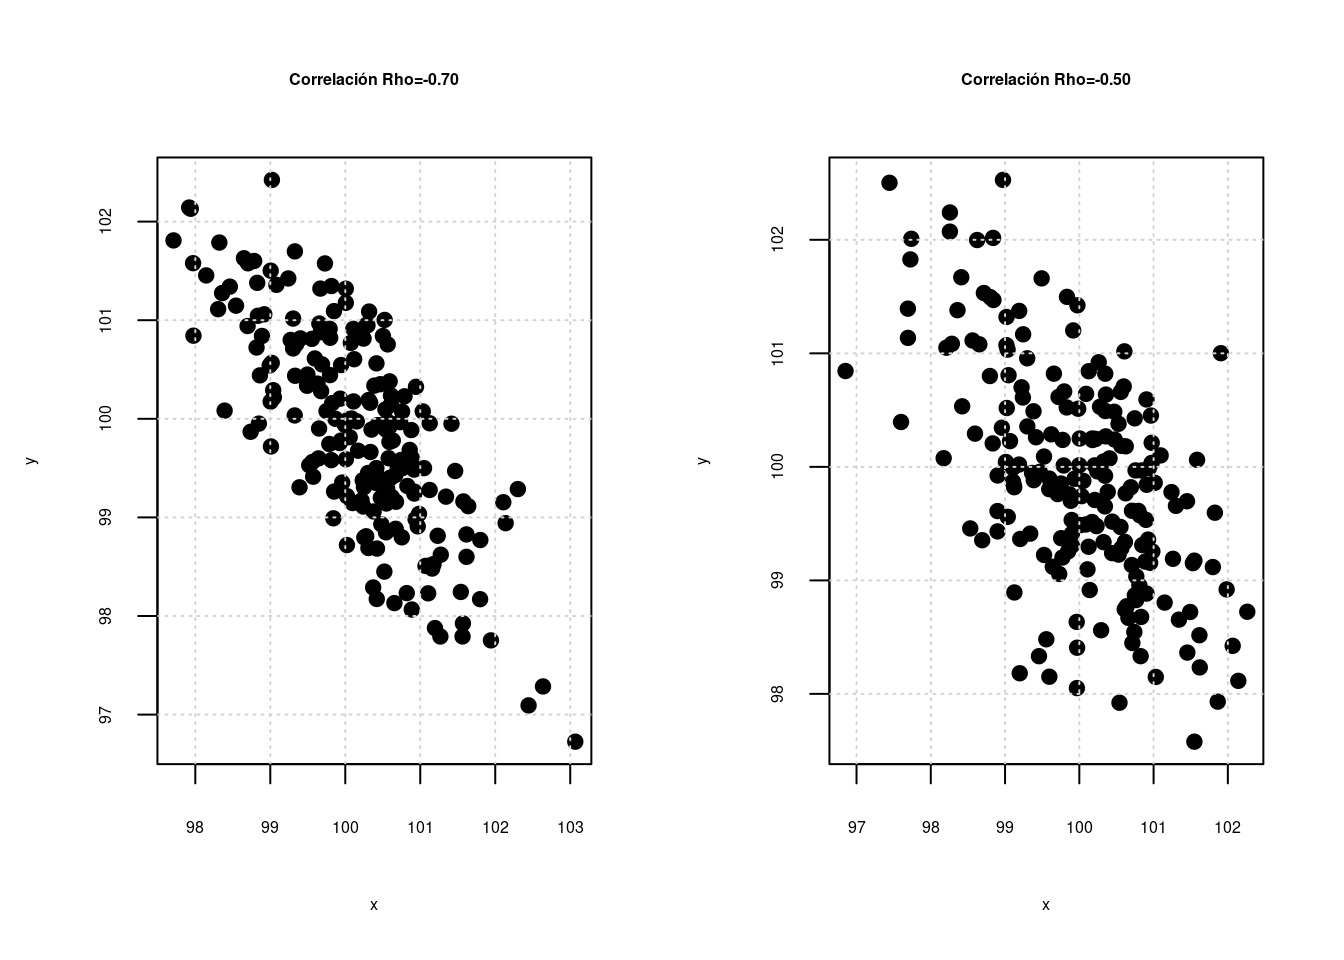 Correlación Rho=-0.70
y
102
101
100
99
98
97
98 99 100 101 102 103
x
Correlación Rho=-0.50
y
102
101
100
99
98
97 98 99 100 101 102
x